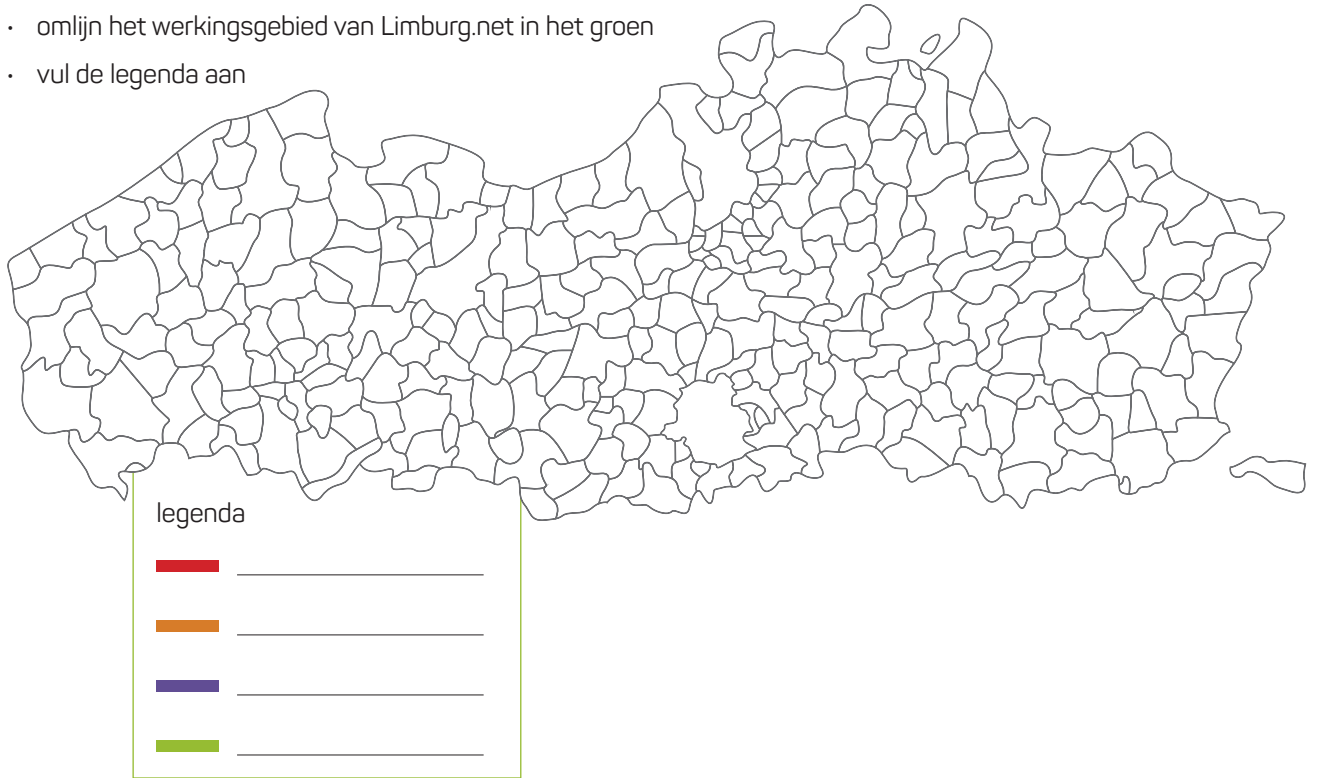 · omlijn het werkingsgebied van Limburg.net in het groen
· vul de legenda aan
legenda